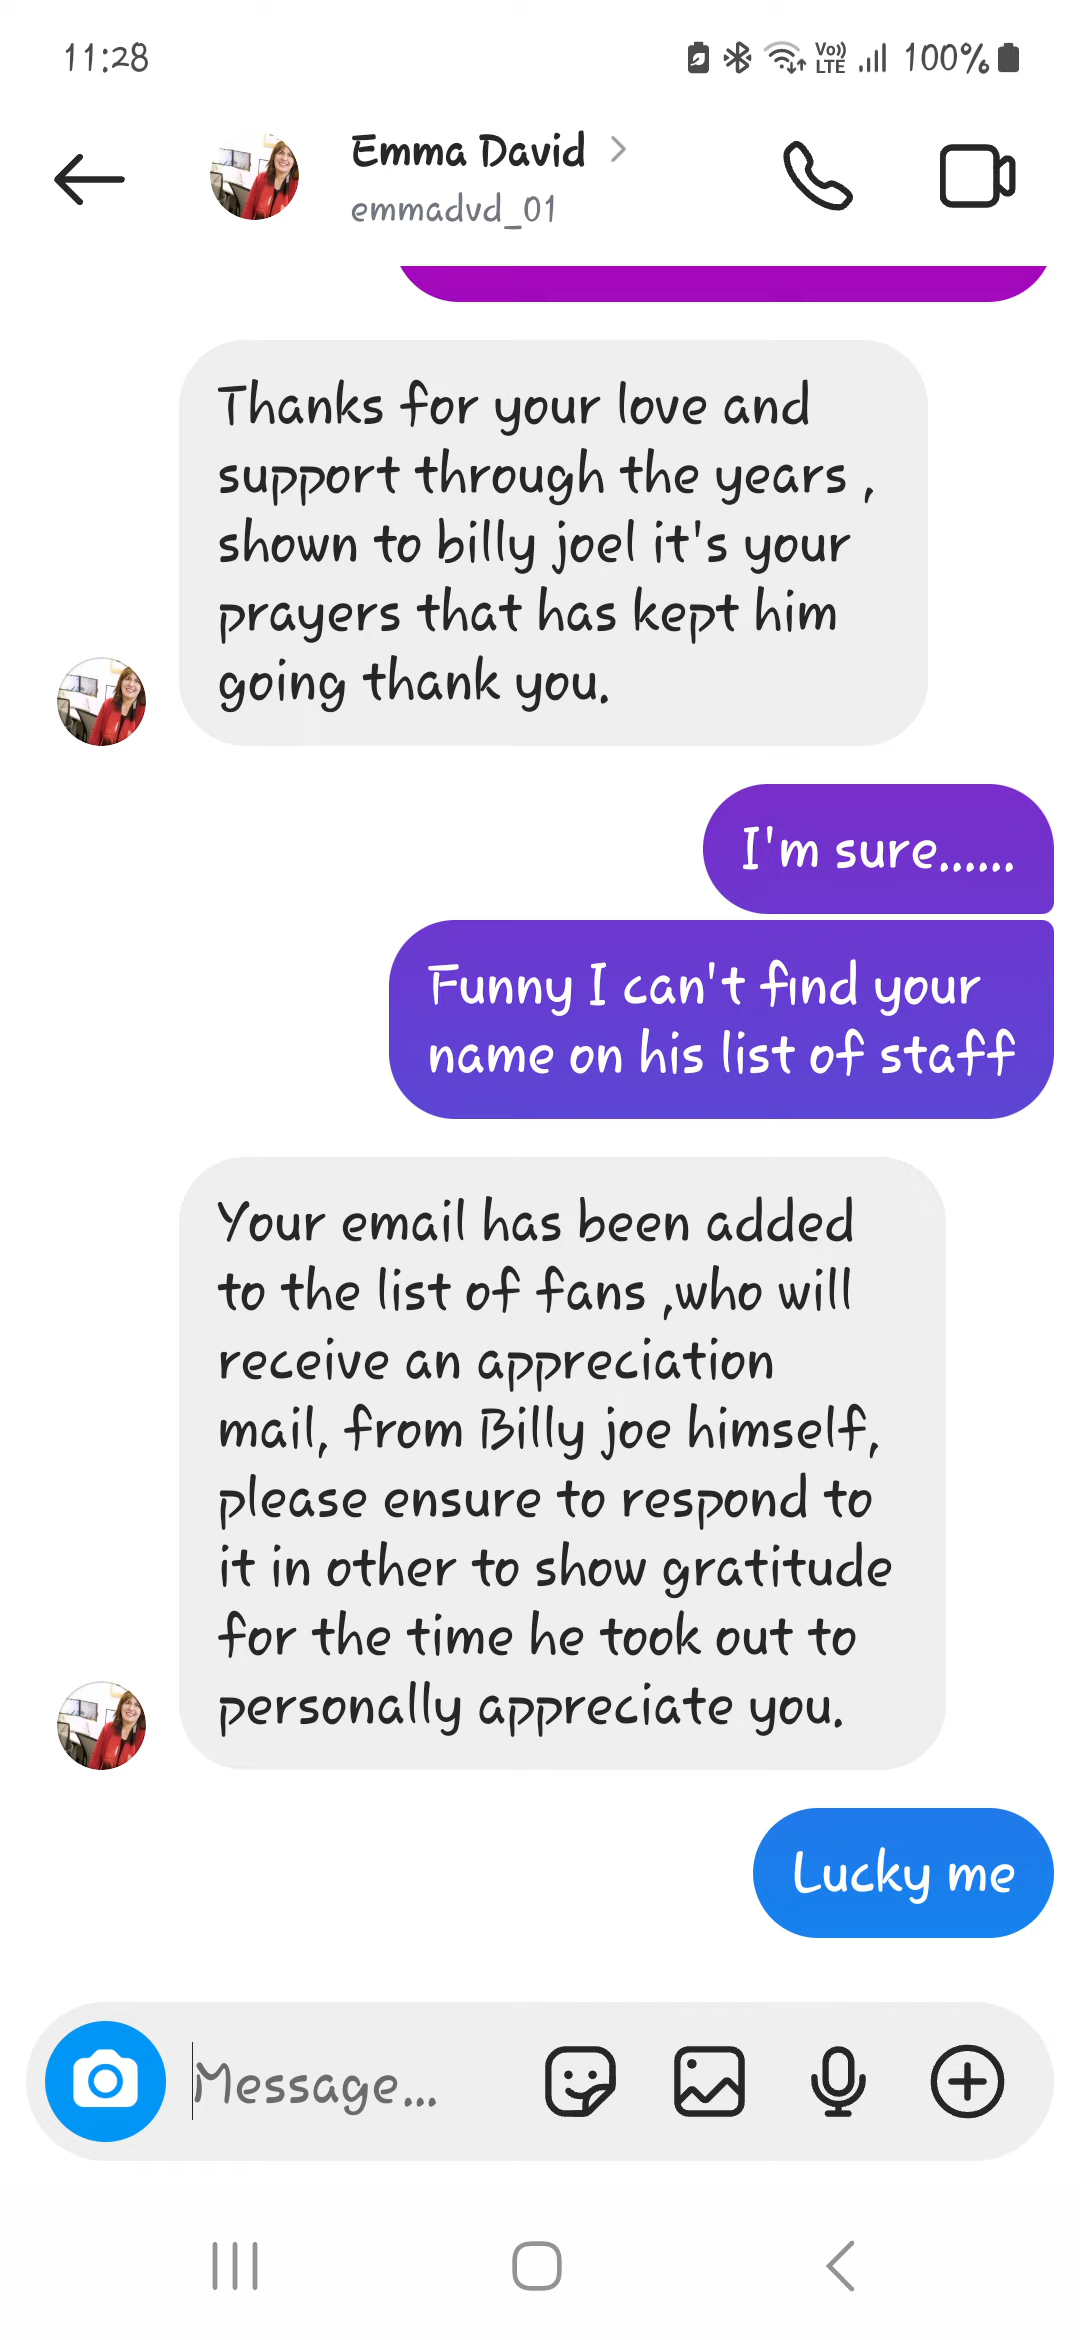 11:28
Vo))
LTE
100%
Emma David
emmadvd_01
Thanks for your love and
support through the years ,
shown to billy joel it's your
prayers that has kept him
going thank you.
I'm sure......
Funny I can't find your
name on his list of staff
Your email has been added
to the list of fans ,who will
receive an appreciation
mail, from Billy joe himself,
please ensure to respond to
it in other to show gratitude
for the time he took out to
personally appreciate you.
Lucky me
Message...